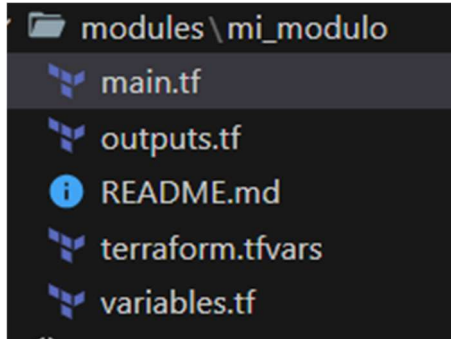 modules\mi_modulo
main.tf
outputs.tf
README.md
terraform.tfvars
variables.tf